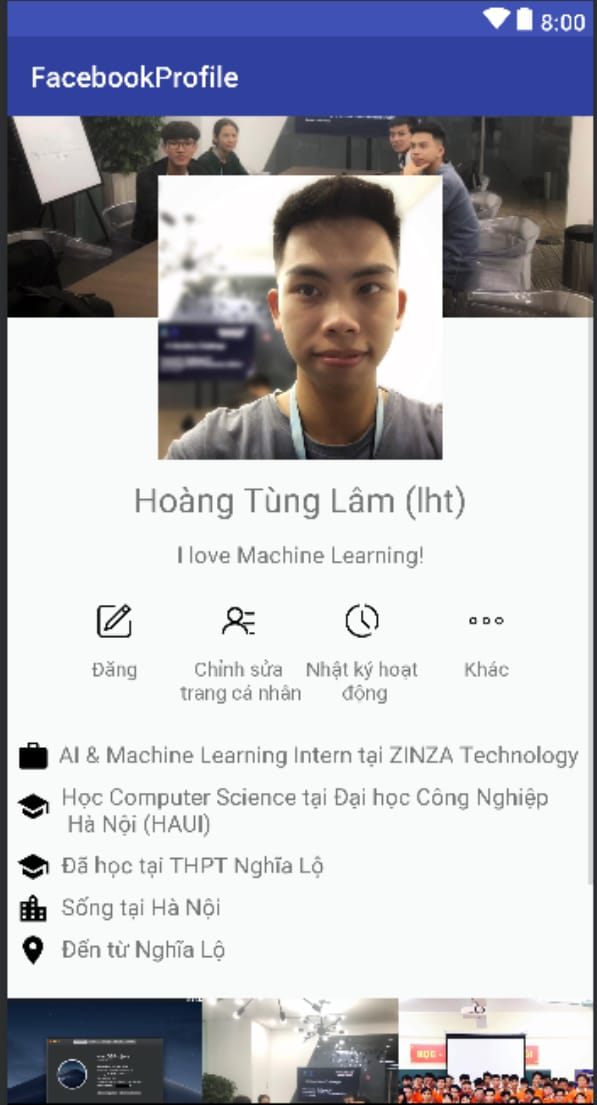 8:00
FacebookProfile
Hoàng Tùng Lâm (lht)
I love Machine Learning!
Đăng
Chỉnh sửa
trang cá nhân
Nhật ký hoạt
động
Khác
AI & Machine Learning Intern tại ZINZA Technology
Học Computer Science tại Đại học Công Nghiệp
Hà Nội (HAUI)
Đã học tại THPT Nghĩa Lộ
Sống tại Hà Nội
Đến từ Nghĩa Lộ
HỌC -